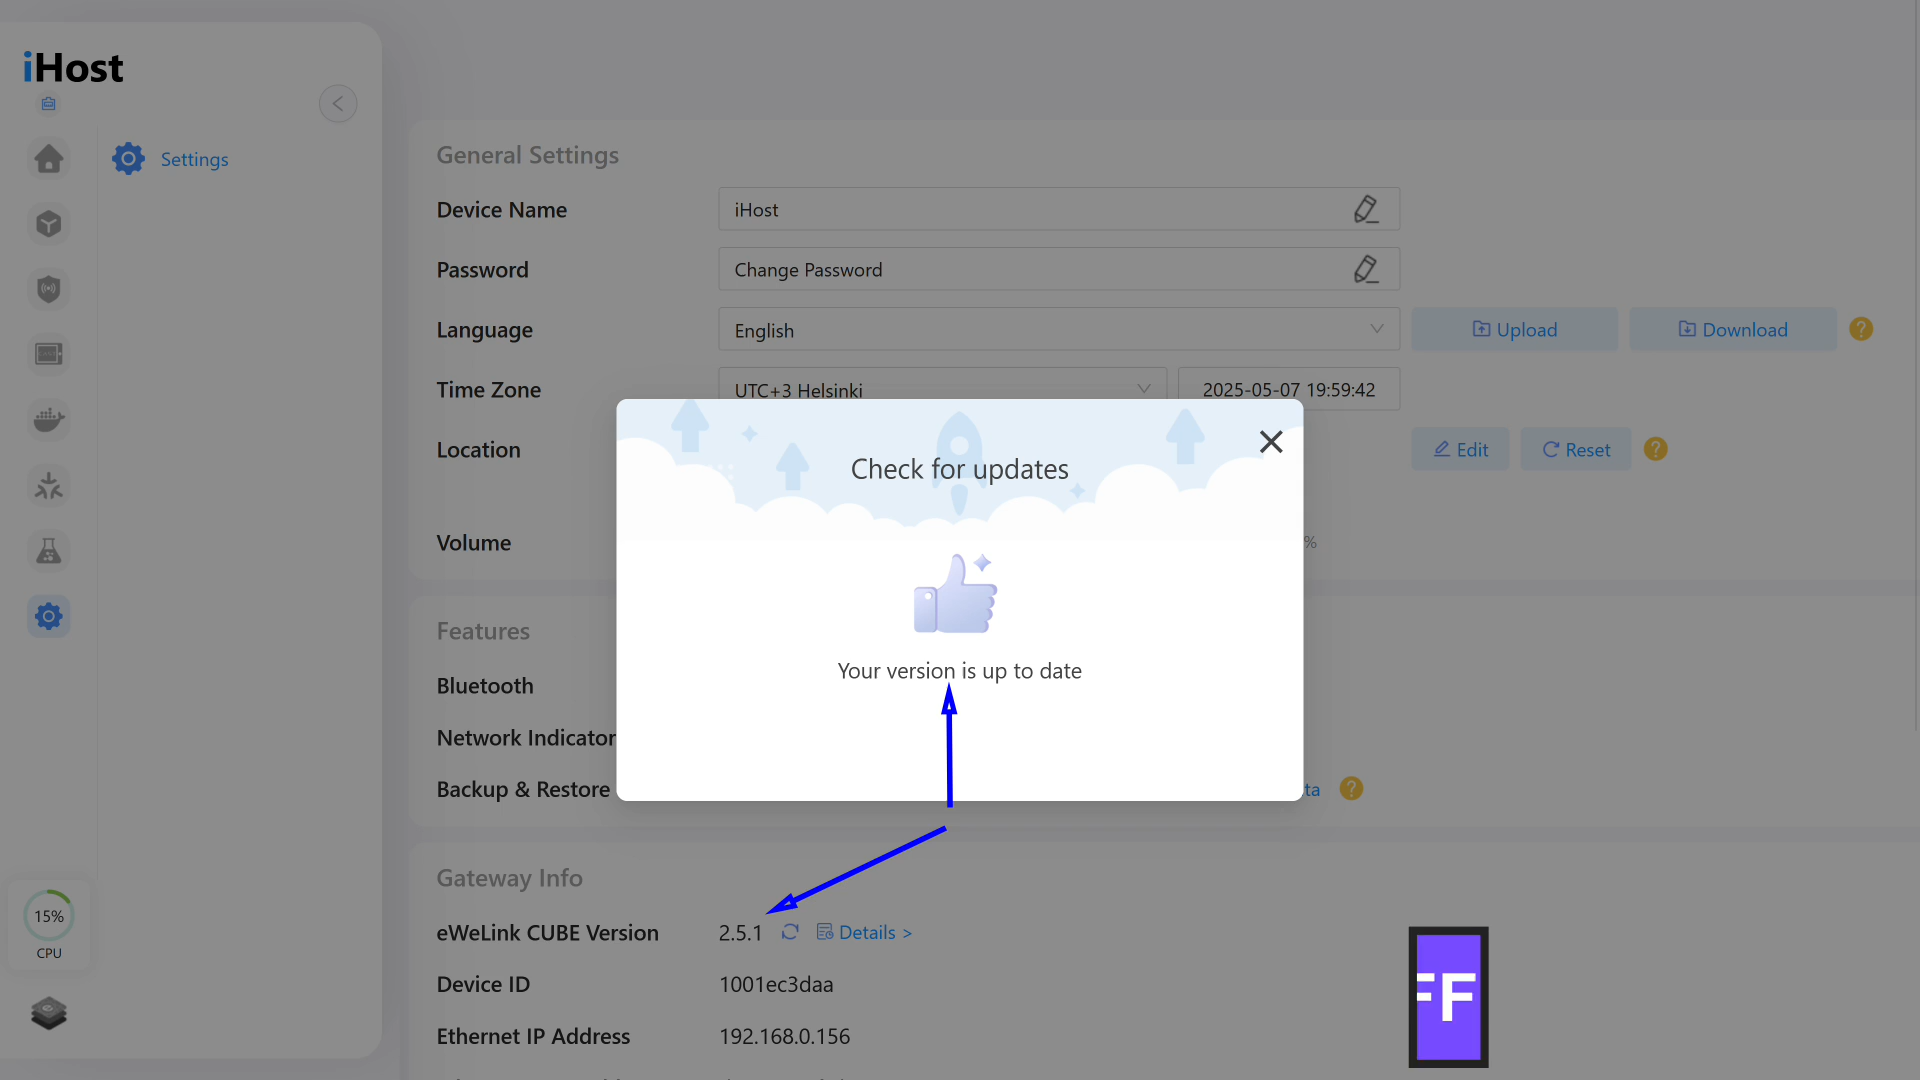 iHost
Settings
General Settings
Device Name
iHost
Password
Change Password
Language
English
Upload
Download
?
Time Zone
UTC+3 Helsinki
2025-05-07 19:59:42
Location
Edit
Reset
?
Volume
%
Check for updates
Your version is up to date
Features
Bluetooth
Network Indicator
Backup & Restore
ta
?
Gateway Info
eWeLink CUBE Version
2.5.1
Details >
Device ID
1001ec3daa
Ethernet IP Address
192.168.0.156
15%
CPU
FF